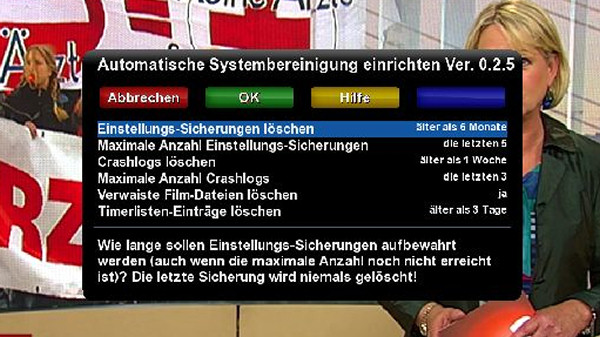 Automatische Systembereinigung einrichten Ver. 0.2.5
Abbrechen OK Hilfe
Einstellungs-Sicherungen löschen älter als 6 Monate
Maximale Anzahl Einstellungs-Sicherungen die letzten 5
Crashlogs löschen älter als 1 Woche
Maximale Anzahl Crashlogs die letzten 3
Verwaiste Film-Dateien löschen ja
Timerlisten-Einträge löschen älter als 3 Tage
Wie lange sollen Einstellungs-Sicherungen aufbewahrt
werden (auch wenn die maximale Anzahl noch nicht erreicht
ist)? Die letzte Sicherung wird niemals gelöscht!